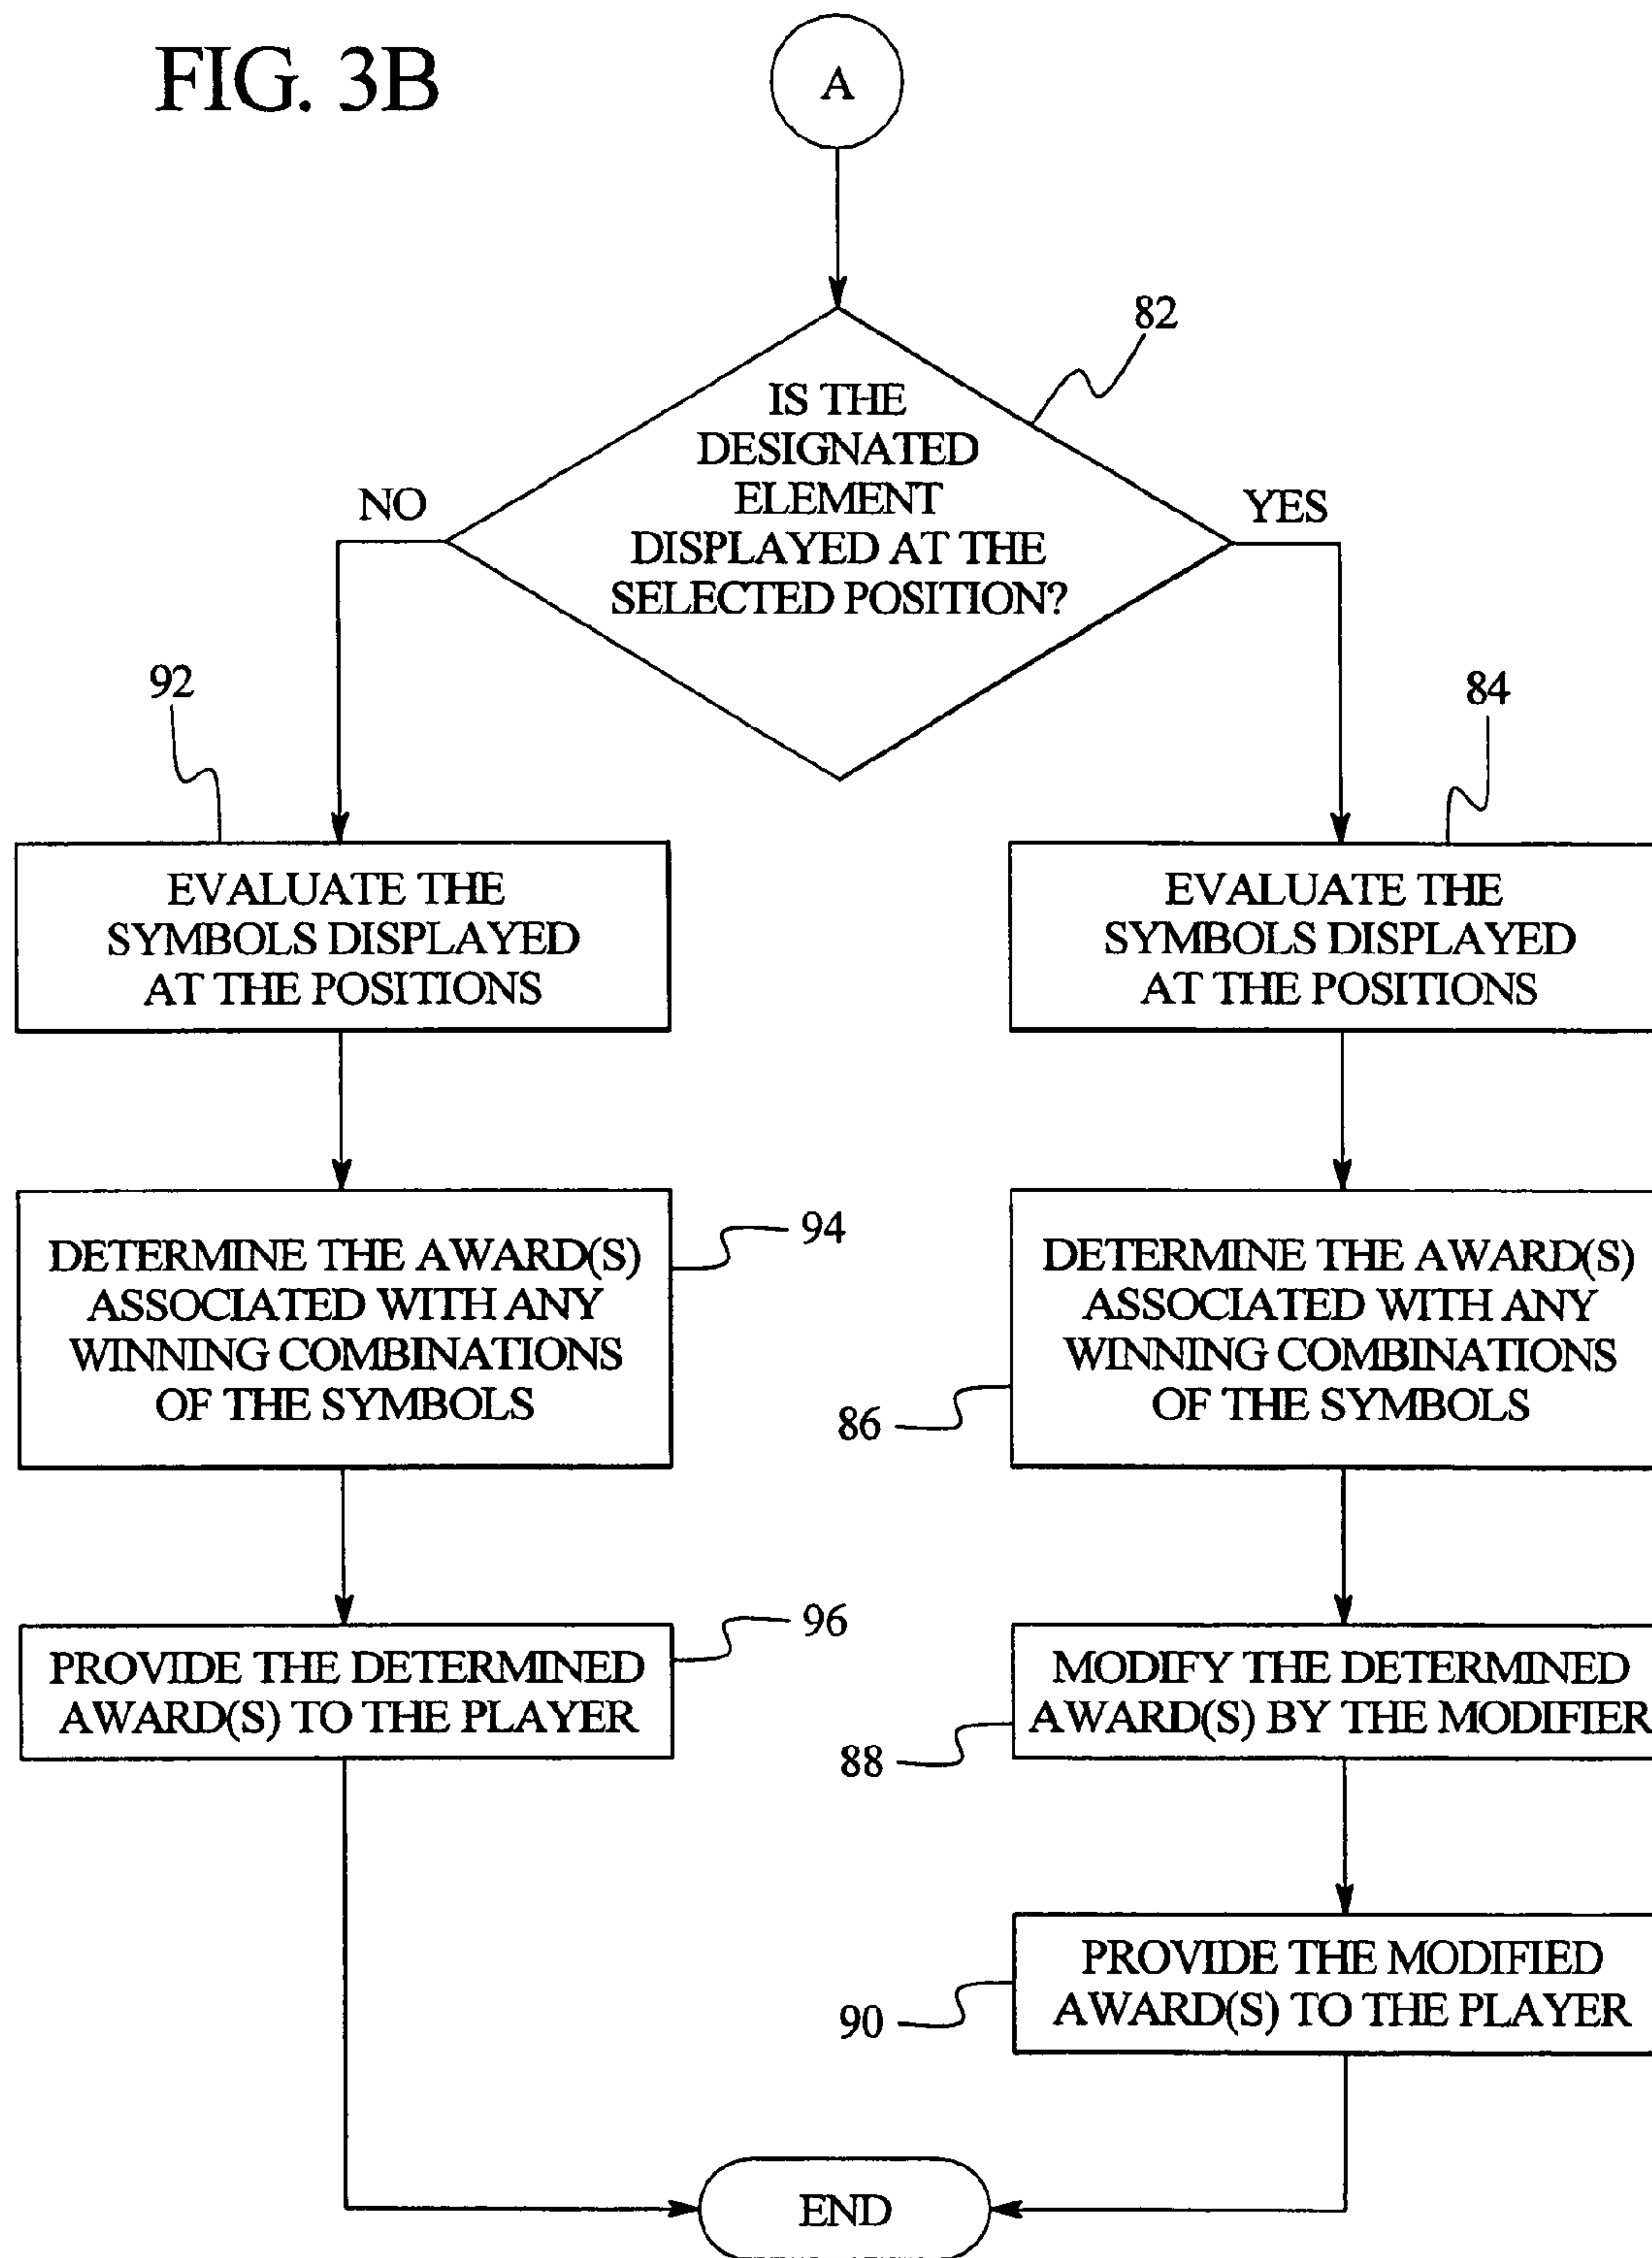 FIG. 3B
A
82
IS THE
DESIGNATED
ELEMENT
DISPLAYED AT THE
SELECTED POSITION?
NO
YES
92
84
EVALUATE THE
SYMBOLS DISPLAYED
AT THE POSITIONS
EVALUATE THE
SYMBOLS DISPLAYED
AT THE POSITIONS
94
DETERMINE THE AWARD(S)
ASSOCIATED WITH ANY
WINNING COMBINATIONS
OF THE SYMBOLS
DETERMINE THE AWARD(S)
ASSOCIATED WITH ANY
WINNING COMBINATIONS
OF THE SYMBOLS
86
96
PROVIDE THE DETERMINED
AWARD(S) TO THE PLAYER
MODIFY THE DETERMINED
AWARD(S) BY THE MODIFIER
88
PROVIDE THE MODIFIED
AWARD(S) TO THE PLAYER
90
END